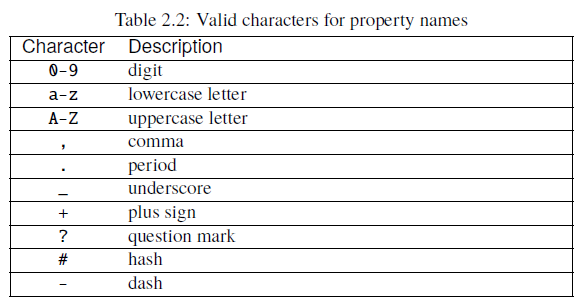 Table 2.2: Valid characters for property names
Character Description
0-9 digit
a-z lowercase letter
A-Z uppercase letter
, comma
. period
_ underscore
+ plus sign
? question mark
# hash
- dash